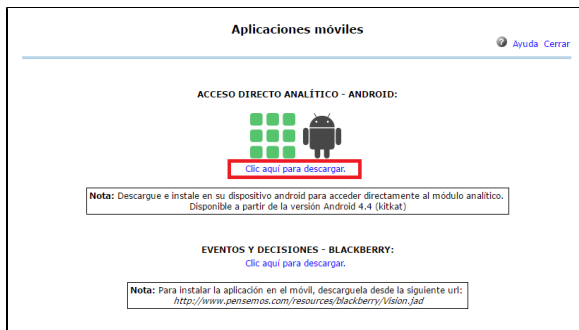 Aplicaciones móviles
Ayuda Cerrar
ACCESO DIRECTO ANALÍTICO - ANDROID:
Clic aquí para descargar.
Nota: Descargue e instale en su dispositivo android para acceder directamente al módulo analítico.
Disponible a partir de la versión Android 4.4 (kitkat)
EVENTOS Y DECISIONES - BLACKBERRY:
Clic aquí para descargar.
Nota: Para instalar la aplicación en el móvil, descarguela desde la siguiente url:
http://www.pensemos.com/resources/blackberry/Vision.jad